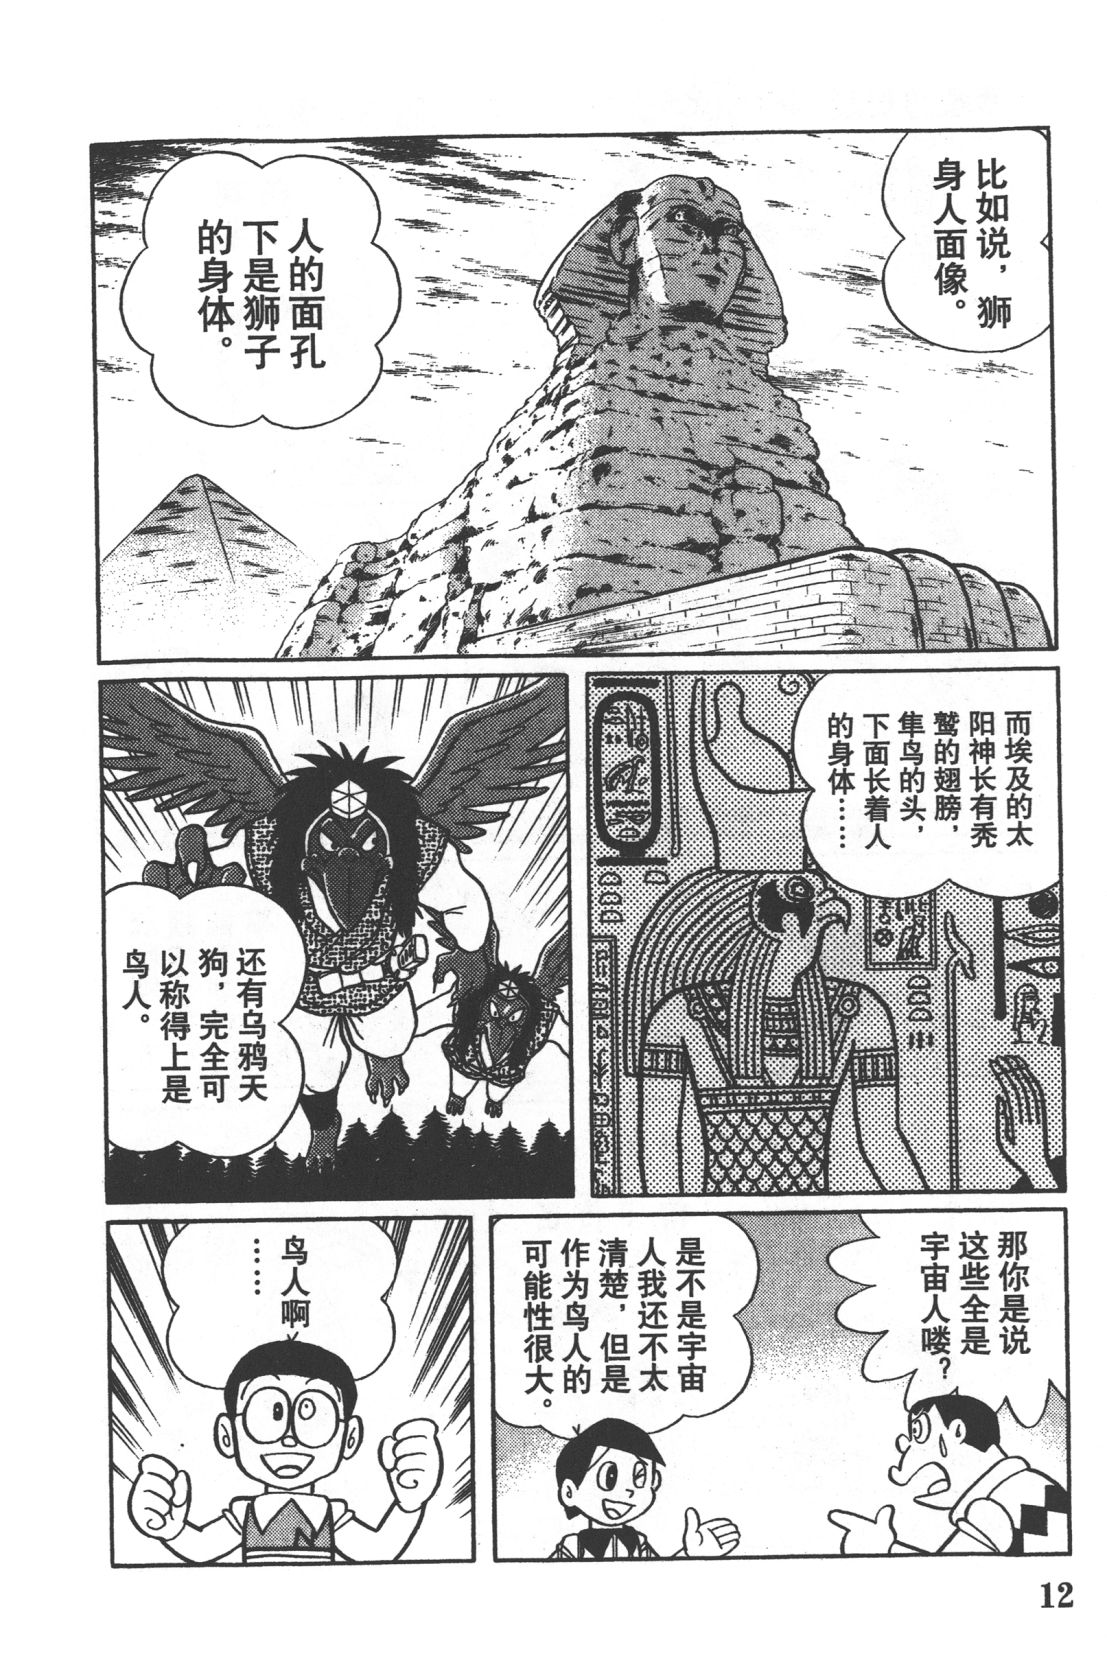 比如说，狮
身人面像。
人的面孔
下是狮子
的身体。
而埃及的太
阳神长有秃
鹫的翅膀，
隼鸟的头，
下面长着人
的身体……
还有乌鸦天
狗，完全可
以称得上是
鸟人。
那你是说
这些全是
宇宙人喽？
是不是宇宙
人我还不太
清楚，但是
作为鸟人的
可能性很大。
鸟人啊
……
N
12